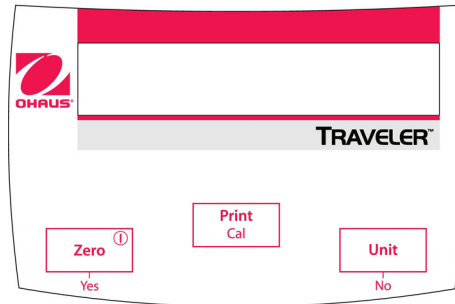 OHAUS®
TRAVELER™
Print
Cal
Zero
Unit
Yes
No